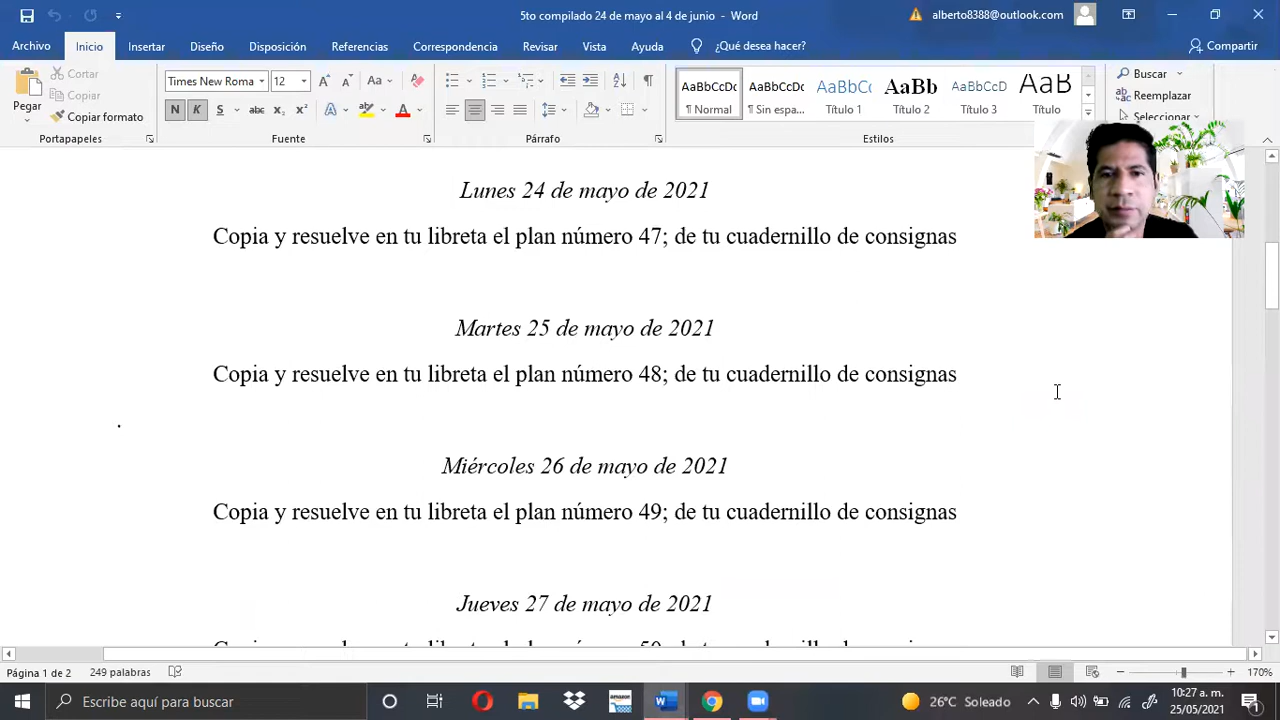 5to compilado 24 de mayo al 4 de junio - Word
alberto8388@outlook.com
Archivo Inicio Insertar Diseño Disposición Referencias Correspondencia Revisar Vista Ayuda ¿Qué desea hacer? Compartir
Pegar
Cortar
Copiar
Copiar formato
Portapapeles
Times New Roma 12
N K S abc x₂ x²
Fuente
Párrafo
AaBbCcDc AaBbCcDc AaBbCcD AaBb AaBbCcD AaB
¶ Normal ¶ Sin espa... Título 1 Título 2 Título 3 Título
Estilos
Buscar
Reemplazar
Seleccionar
Lunes 24 de mayo de 2021
Copia y resuelve en tu libreta el plan número 47; de tu cuadernillo de consignas
Martes 25 de mayo de 2021
Copia y resuelve en tu libreta el plan número 48; de tu cuadernillo de consignas
.
Miércoles 26 de mayo de 2021
Copia y resuelve en tu libreta el plan número 49; de tu cuadernillo de consignas
Jueves 27 de mayo de 2021
Página 1 de 2 249 palabras 170%
Escribe aquí para buscar
amazon
26°C Soleado
10:27 a. m.
25/05/2021